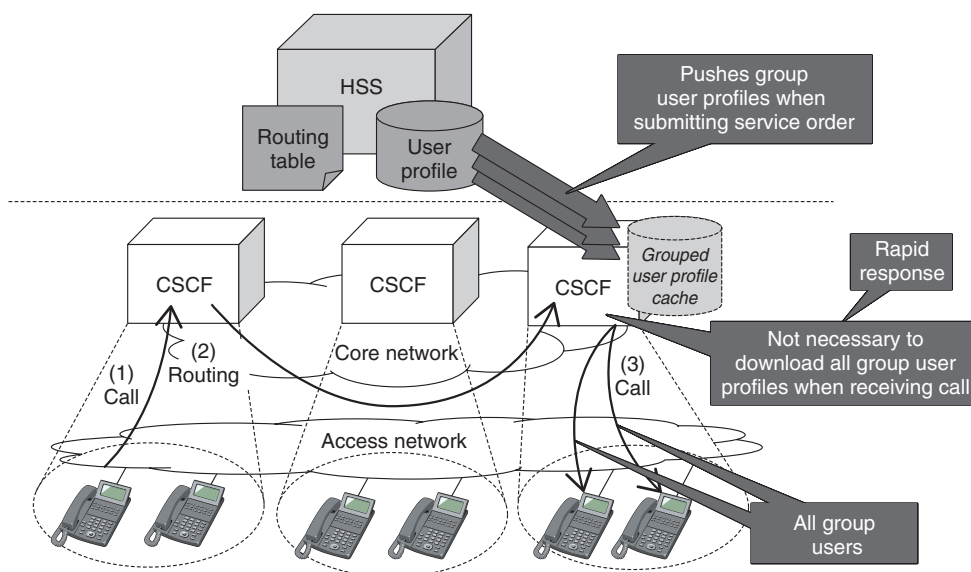 HSS
Routing
table
User
profile
Pushes group
user profiles when
submitting service order
CSCF
CSCF
CSCF
Grouped
user profile
cache
Rapid
response
Not necessary to
download all group user
profiles when receiving call
(1)
Call
(2)
Routing
Core network
(3)
Call
Access network
All group
users